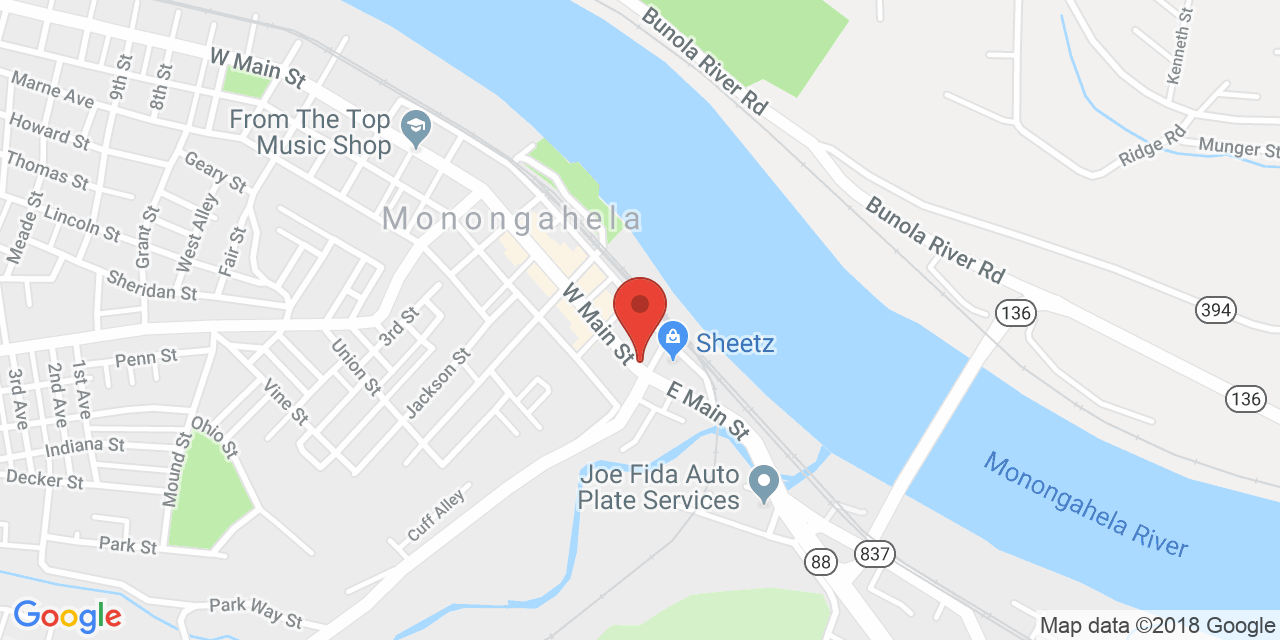 Bunola River Rd
W Main St
Kenneth St
9th St
8th St
Marne Ave
From The Top
Music Shop
Howard St
Ridge Rd
Munger St
Thomas St
Geary St
Meade St
Lincoln St
Grant St
West Alley
Fair St
Monongahela
Bunola River Rd
Sheridan St
W Main St
136
394
3rd St
Sheetz
Penn St
Union St
Jackson St
1st Ave
2nd Ave
3rd Ave
Vine St
E Main St
136
Ohio St
Indiana St
Mound St
Decker St
Joe Fida Auto
Plate Services
Monongahela River
Cuff Alley
Park St
88
837
Park Way St
Google
Map data ©2018 Google